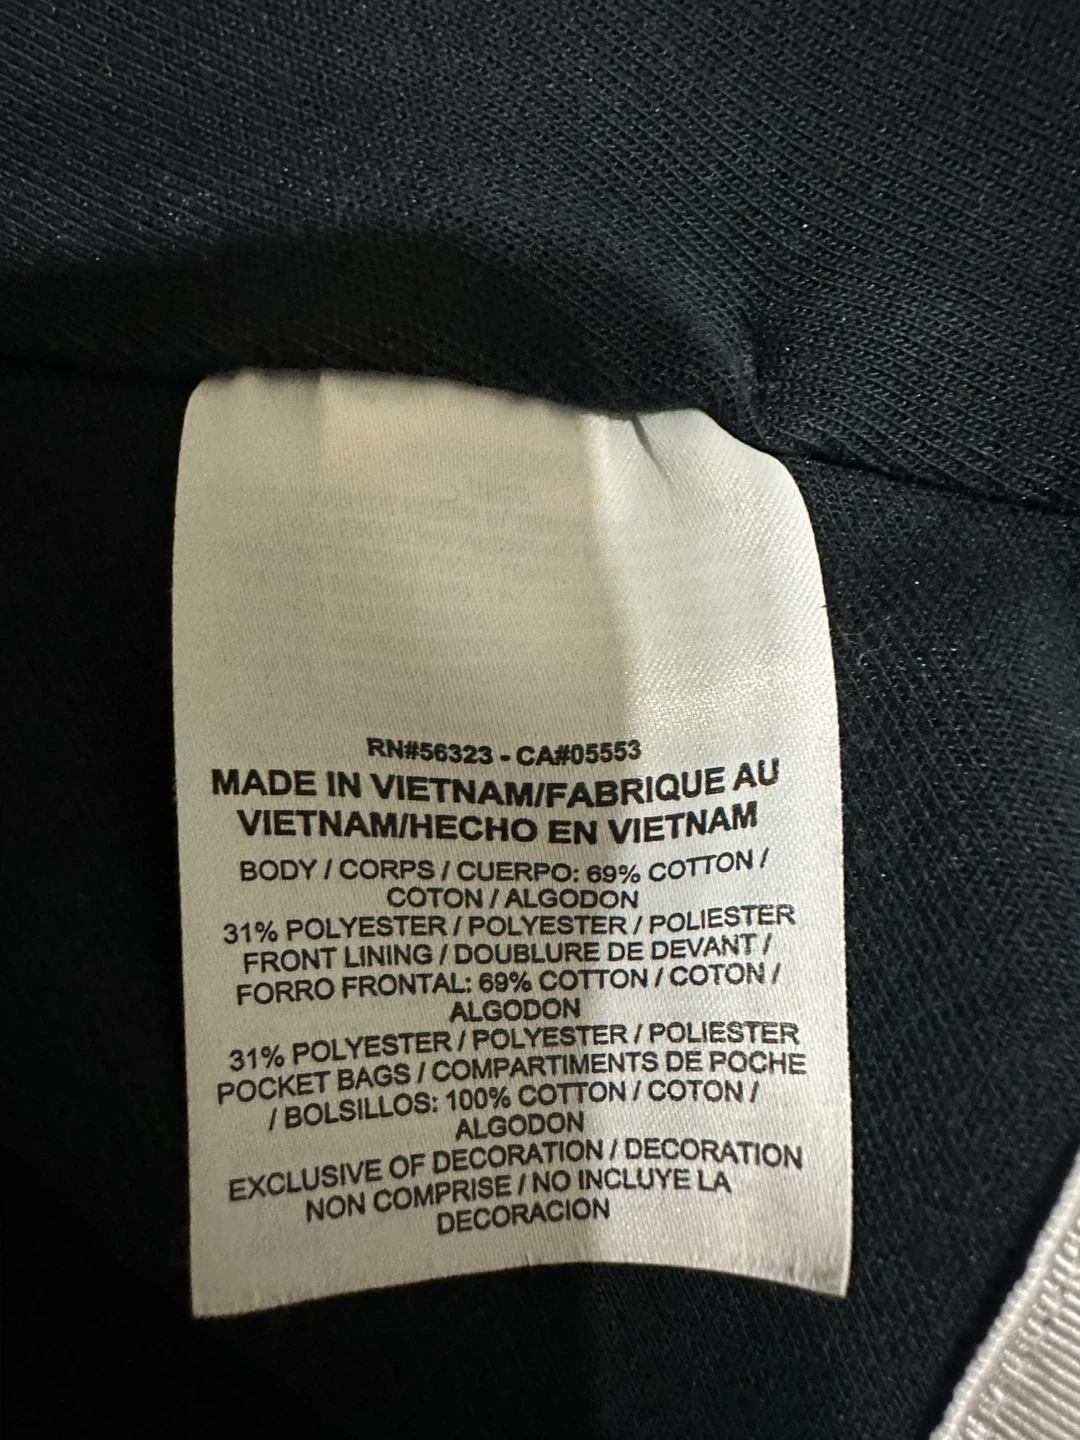 RN#56323 - CA#05553
MADE IN VIETNAM/FABRIQUE AU
VIETNAM/HECHO EN VIETNAM
BODY / CORPS / CUERPO: 69% COTTON /
COTON / ALGODON
31% POLYESTER / POLYESTER / POLIESTER
FRONT LINING / DOUBLURE DE DEVANT /
FORRO FRONTAL: 69% COTTON / COTON /
ALGODON
31% POLYESTER / POLYESTER / POLIESTER
POCKET BAGS / COMPARTIMENTS DE POCHE
/ BOLSILLOS: 100% COTTON / COTON /
ALGODON
EXCLUSIVE OF DECORATION / DECORATION
NON COMPRISE / NO INCLUYE LA
DECORACION